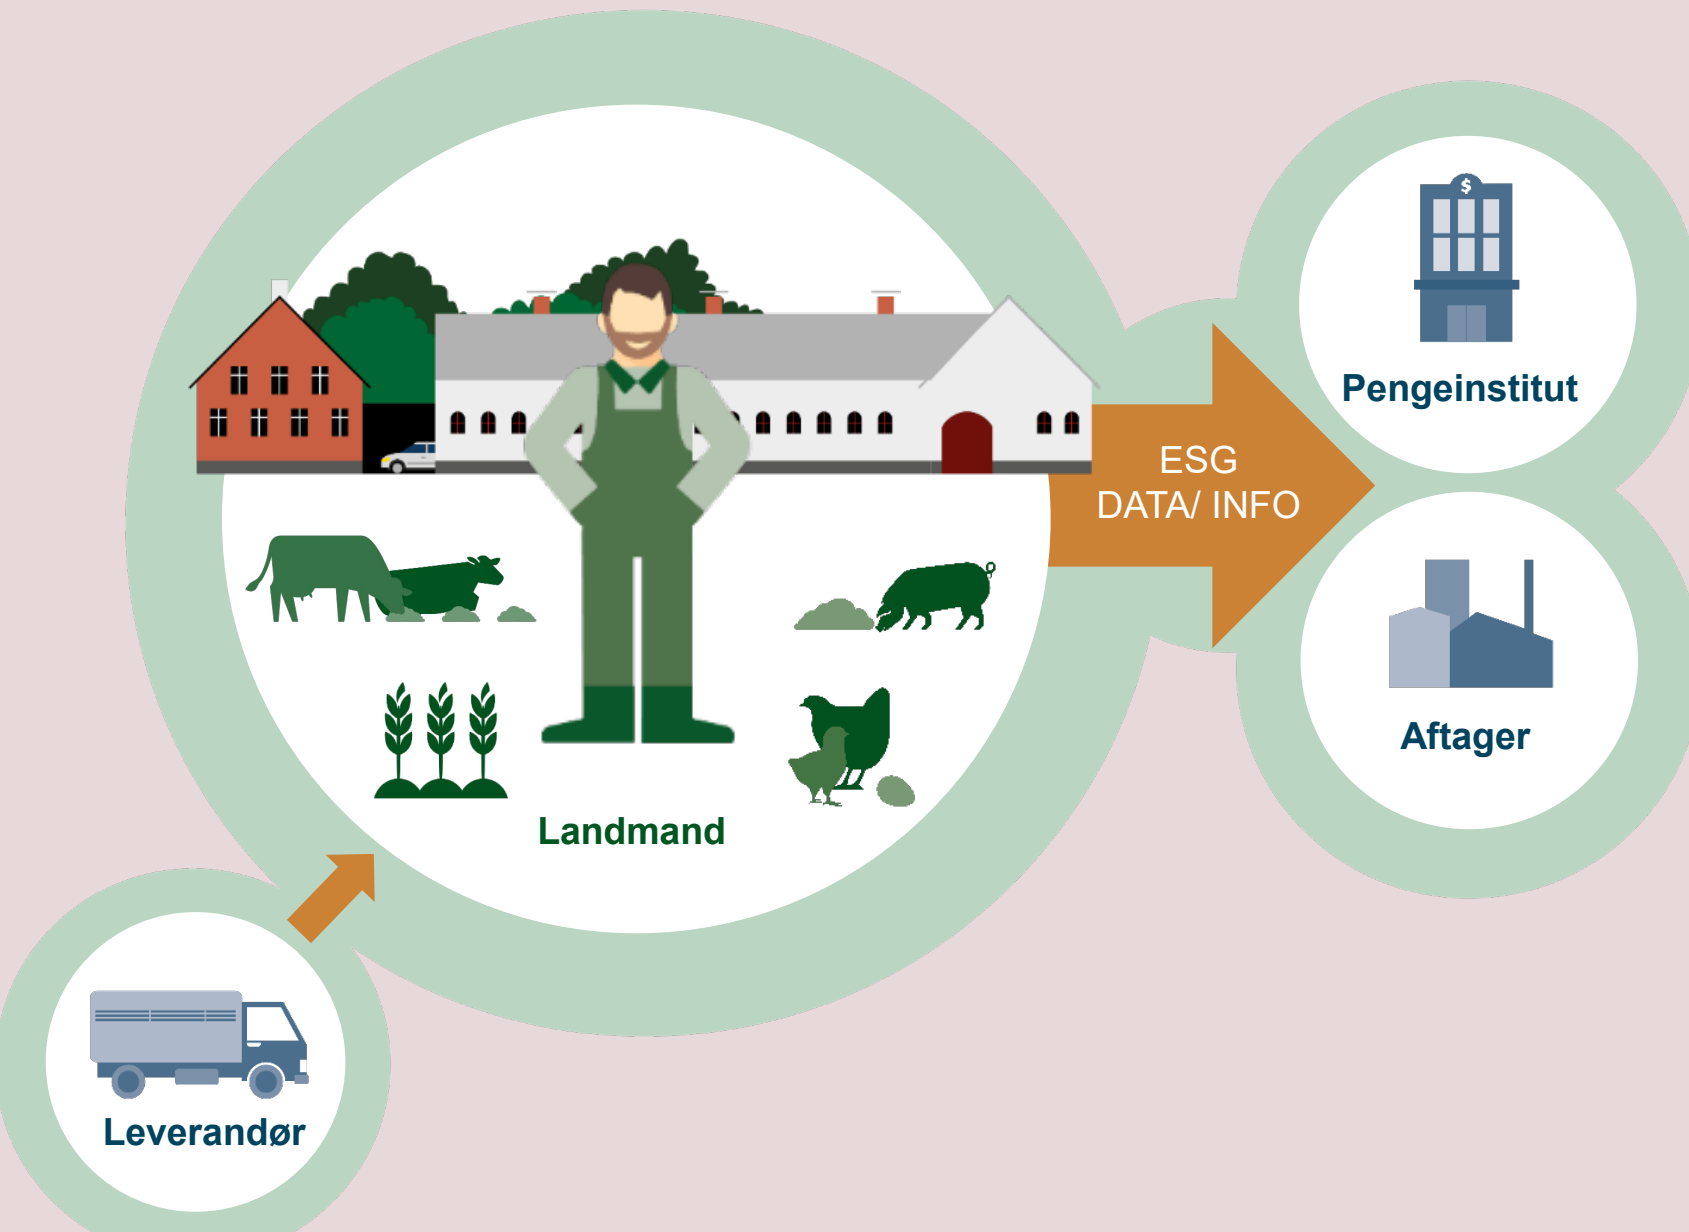 $
Pengeinstitut
ESG
DATA/ INFO
Aftager
Landmand
Leverandør